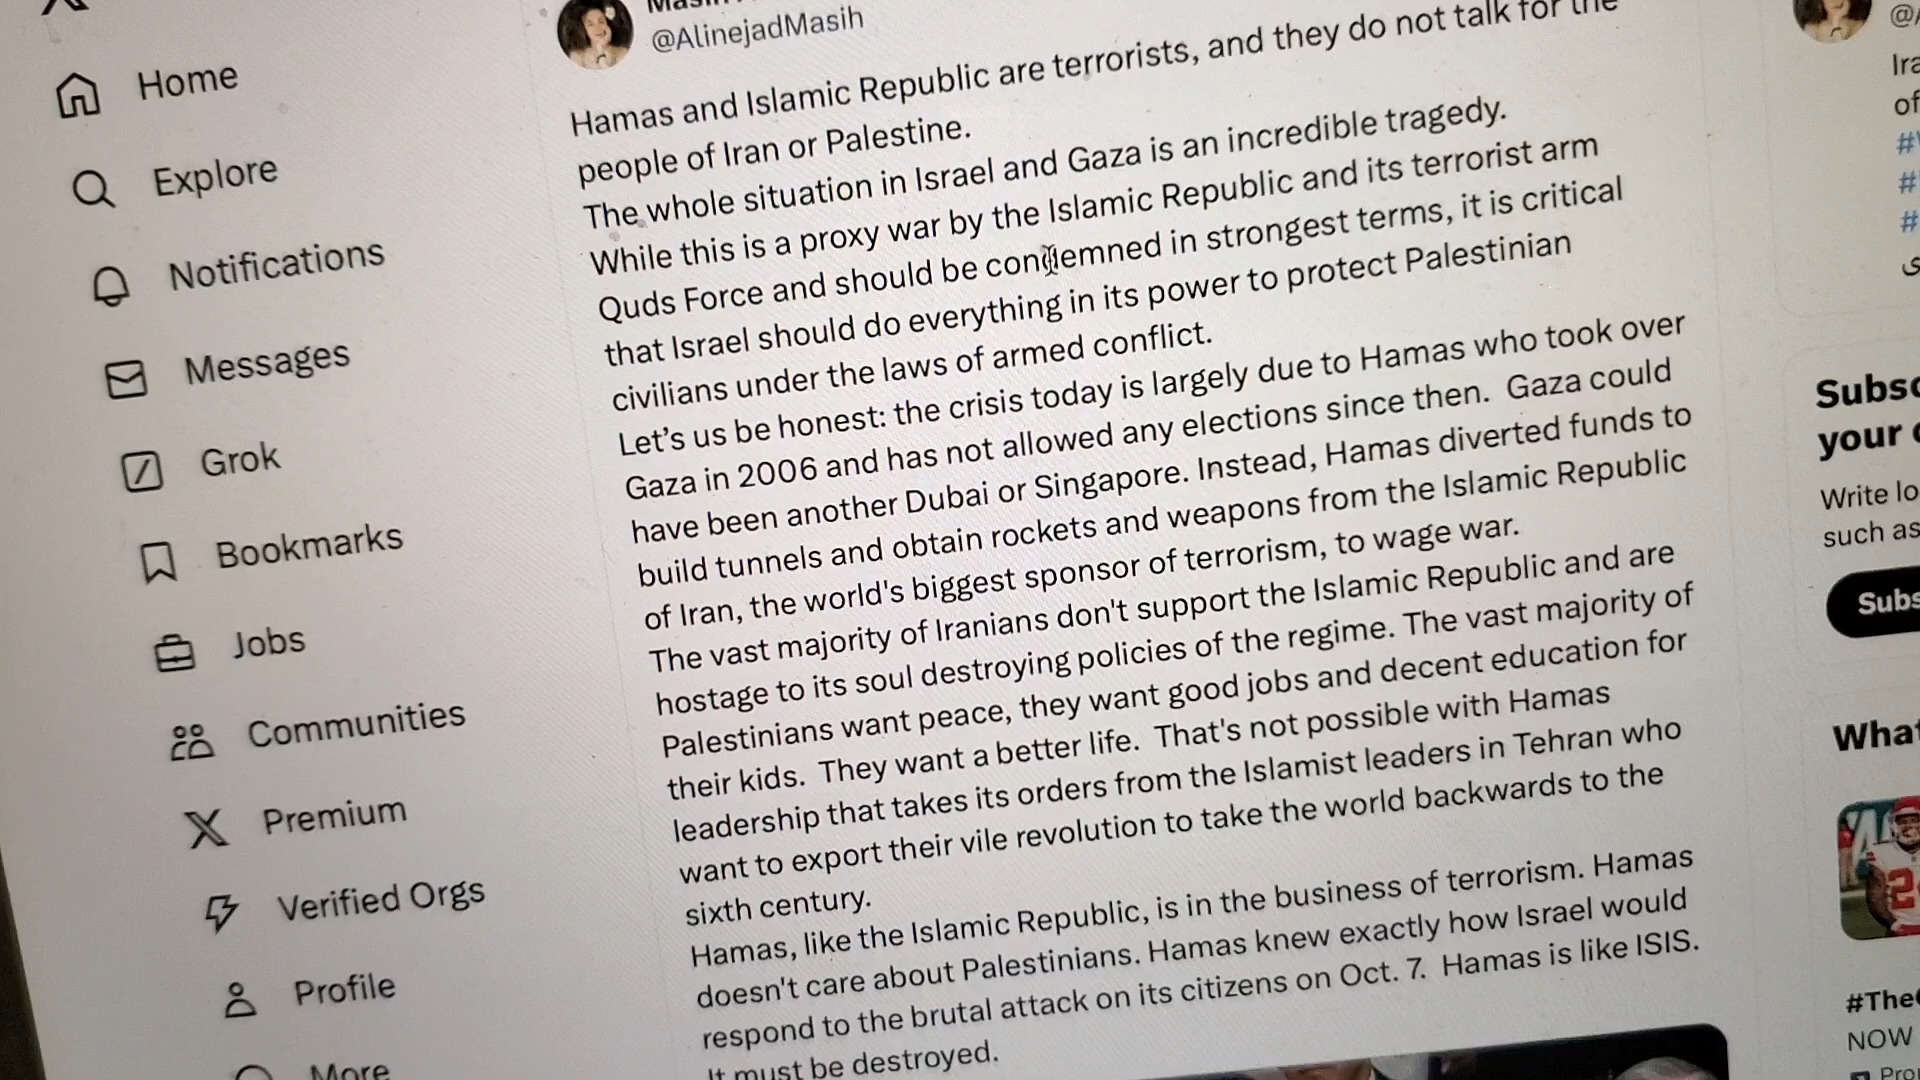 @AlinejadMasih
Hamas and Islamic Republic are terrorists, and they do not talk for the
people of Iran or Palestine.
The whole situation in Israel and Gaza is an incredible tragedy.
While this is a proxy war by the Islamic Republic and its terrorist arm
Quds Force and should be condemned in strongest terms, it is critical
that Israel should do everything in its power to protect Palestinian
civilians under the laws of armed conflict.
Let’s us be honest: the crisis today is largely due to Hamas who took over
Gaza in 2006 and has not allowed any elections since then. Gaza could
have been another Dubai or Singapore. Instead, Hamas diverted funds to
build tunnels and obtain rockets and weapons from the Islamic Republic
of Iran, the world's biggest sponsor of terrorism, to wage war.
The vast majority of Iranians don't support the Islamic Republic and are
hostage to its soul destroying policies of the regime. The vast majority of
Palestinians want peace, they want good jobs and decent education for
their kids. They want a better life. That's not possible with Hamas
leadership that takes its orders from the Islamist leaders in Tehran who
want to export their vile revolution to take the world backwards to the
sixth century.
Hamas, like the Islamic Republic, is in the business of terrorism. Hamas
doesn't care about Palestinians. Hamas knew exactly how Israel would
respond to the brutal attack on its citizens on Oct. 7. Hamas is like ISIS.
It must be destroyed.
Home
Explore
Notifications
Messages
Grok
Bookmarks
Jobs
Communities
Premium
Verified Orgs
Profile
More
of
your
Write
such as
NOW